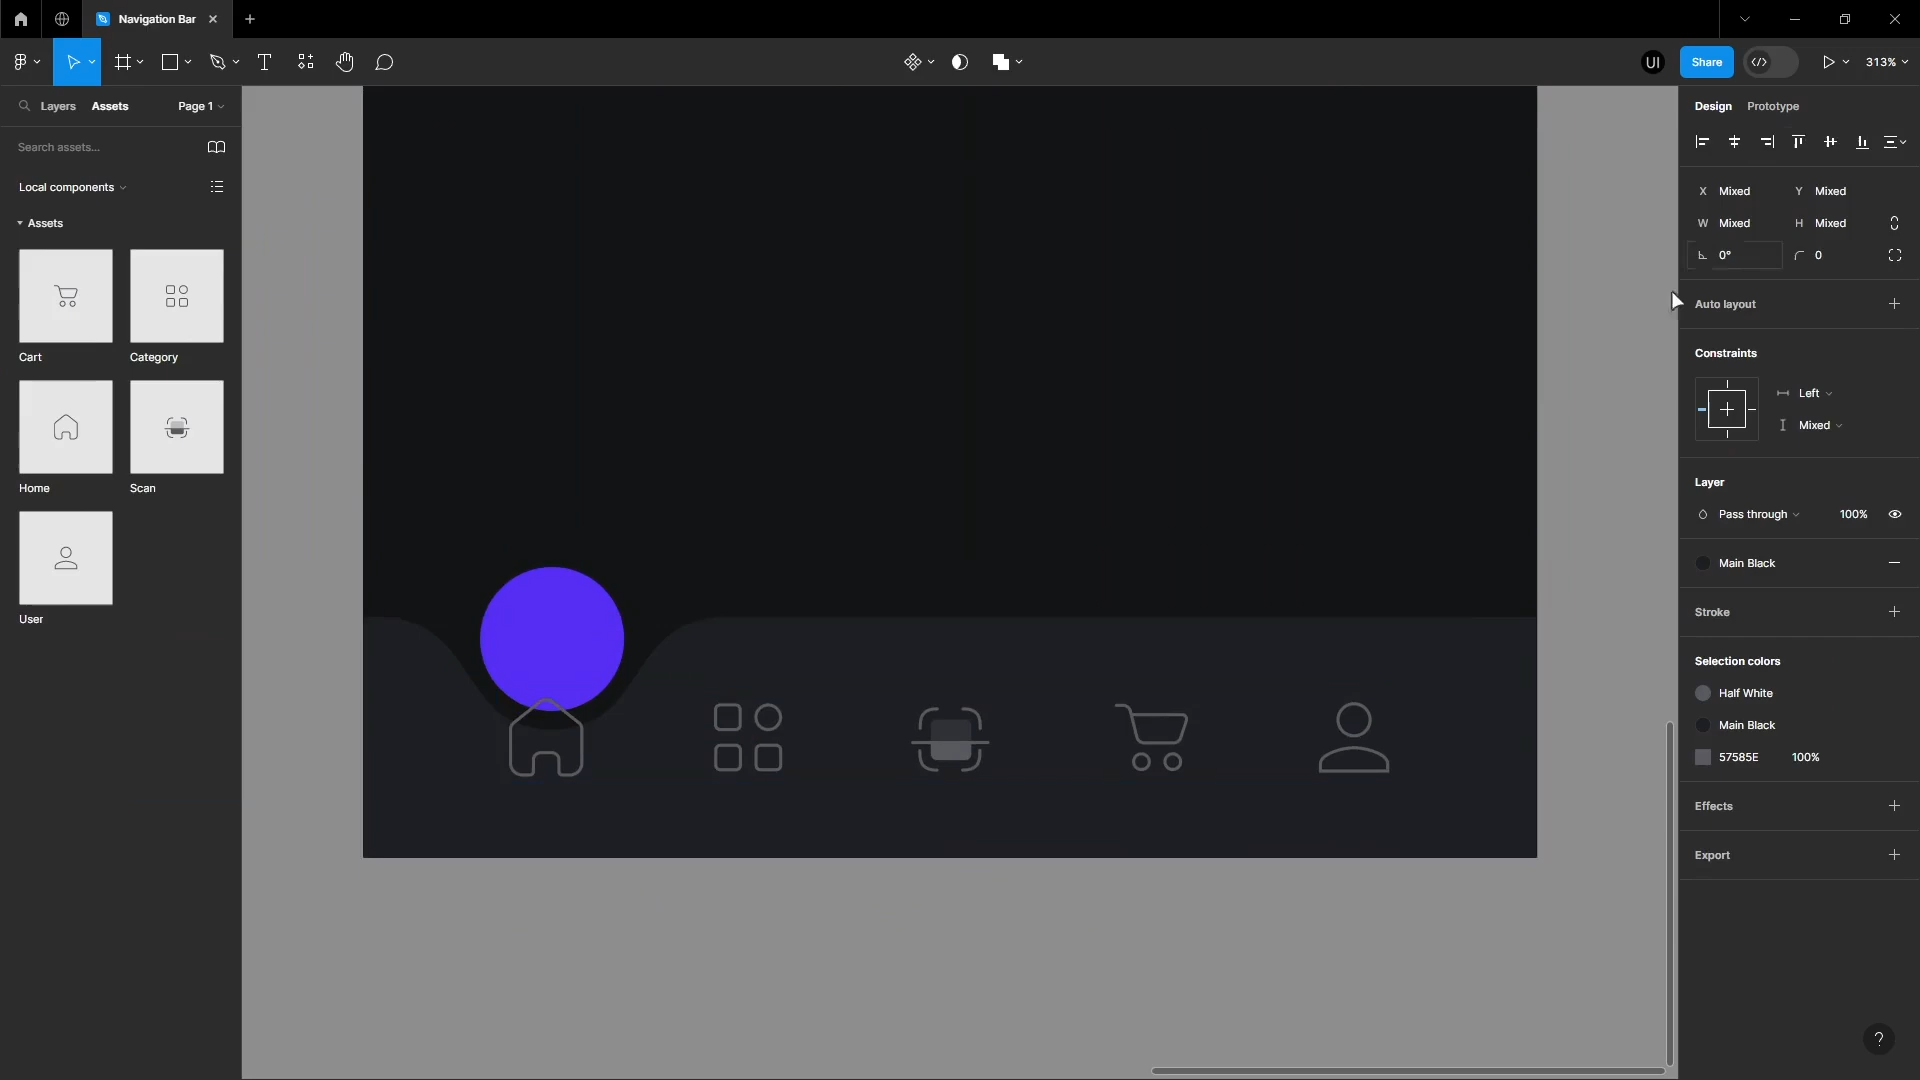 Navigation Bar
UI
Share
313%
Layers
Assets
Page 1
Search assets...
Local components
Assets
Cart
Category
Home
Scan
User
Design
Prototype
X Mixed
Y Mixed
W Mixed
H Mixed
0°
0
Auto layout
Constraints
Left
Mixed
Layer
Pass through
100%
Main Black
Stroke
Selection colors
Half White
Main Black
57585E
100%
Effects
Export
?